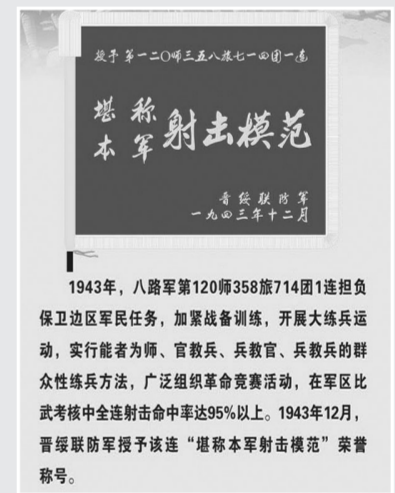 授予第一二〇师三五八旅七一四团一连
堪称
本军
射击模范
晋绥联防军
一九四三年十二月
1943年，八路军第120师358旅714团1连担负
保卫边区军民任务，加紧战备训练，开展大练兵运
动，实行能者为师、官教兵、兵教官、兵教兵的群
众性练兵方法，广泛组织革命竞赛活动，在军区比
武考核中全连射击命中率达95%以上。1943年12月，
晋绥联防军授予该连“堪称本军射击模范”荣誉
称号。